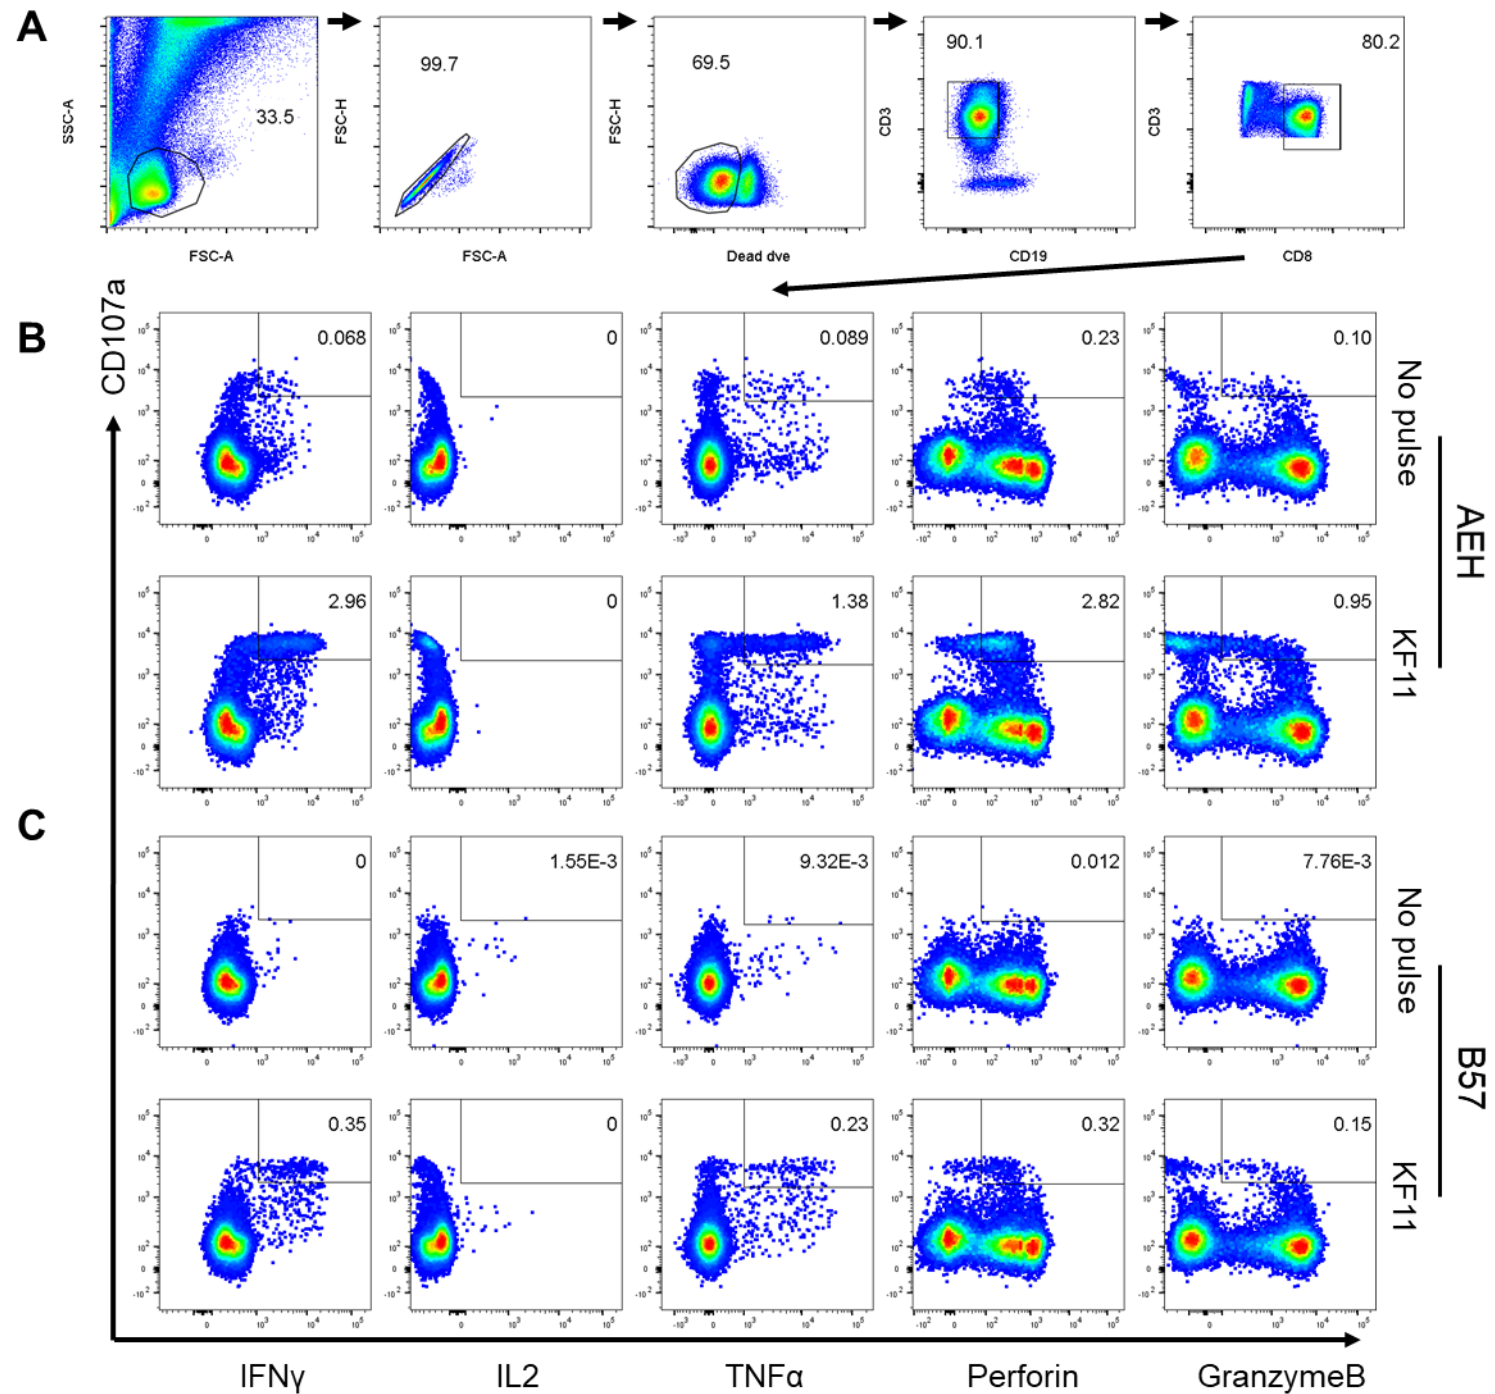 A
SSC-A
33.5
FSC-A
FSC-H
99.7
FSC-A
FSC-H
69.5
Dead dve
CD3
90.1
CD19
CD3
80.2
CD8
CD107a
B
0.068
0
0.089
0.23
0.10
No pulse
AEH
2.96
0
1.38
2.82
0.95
KF11
C
0
1.55E-3
9.32E-3
0.012
7.76E-3
No pulse
B57
0.35
0
0.23
0.32
0.15
KF11
IFNγ
IL2
TNFα
Perforin
GranzymeB